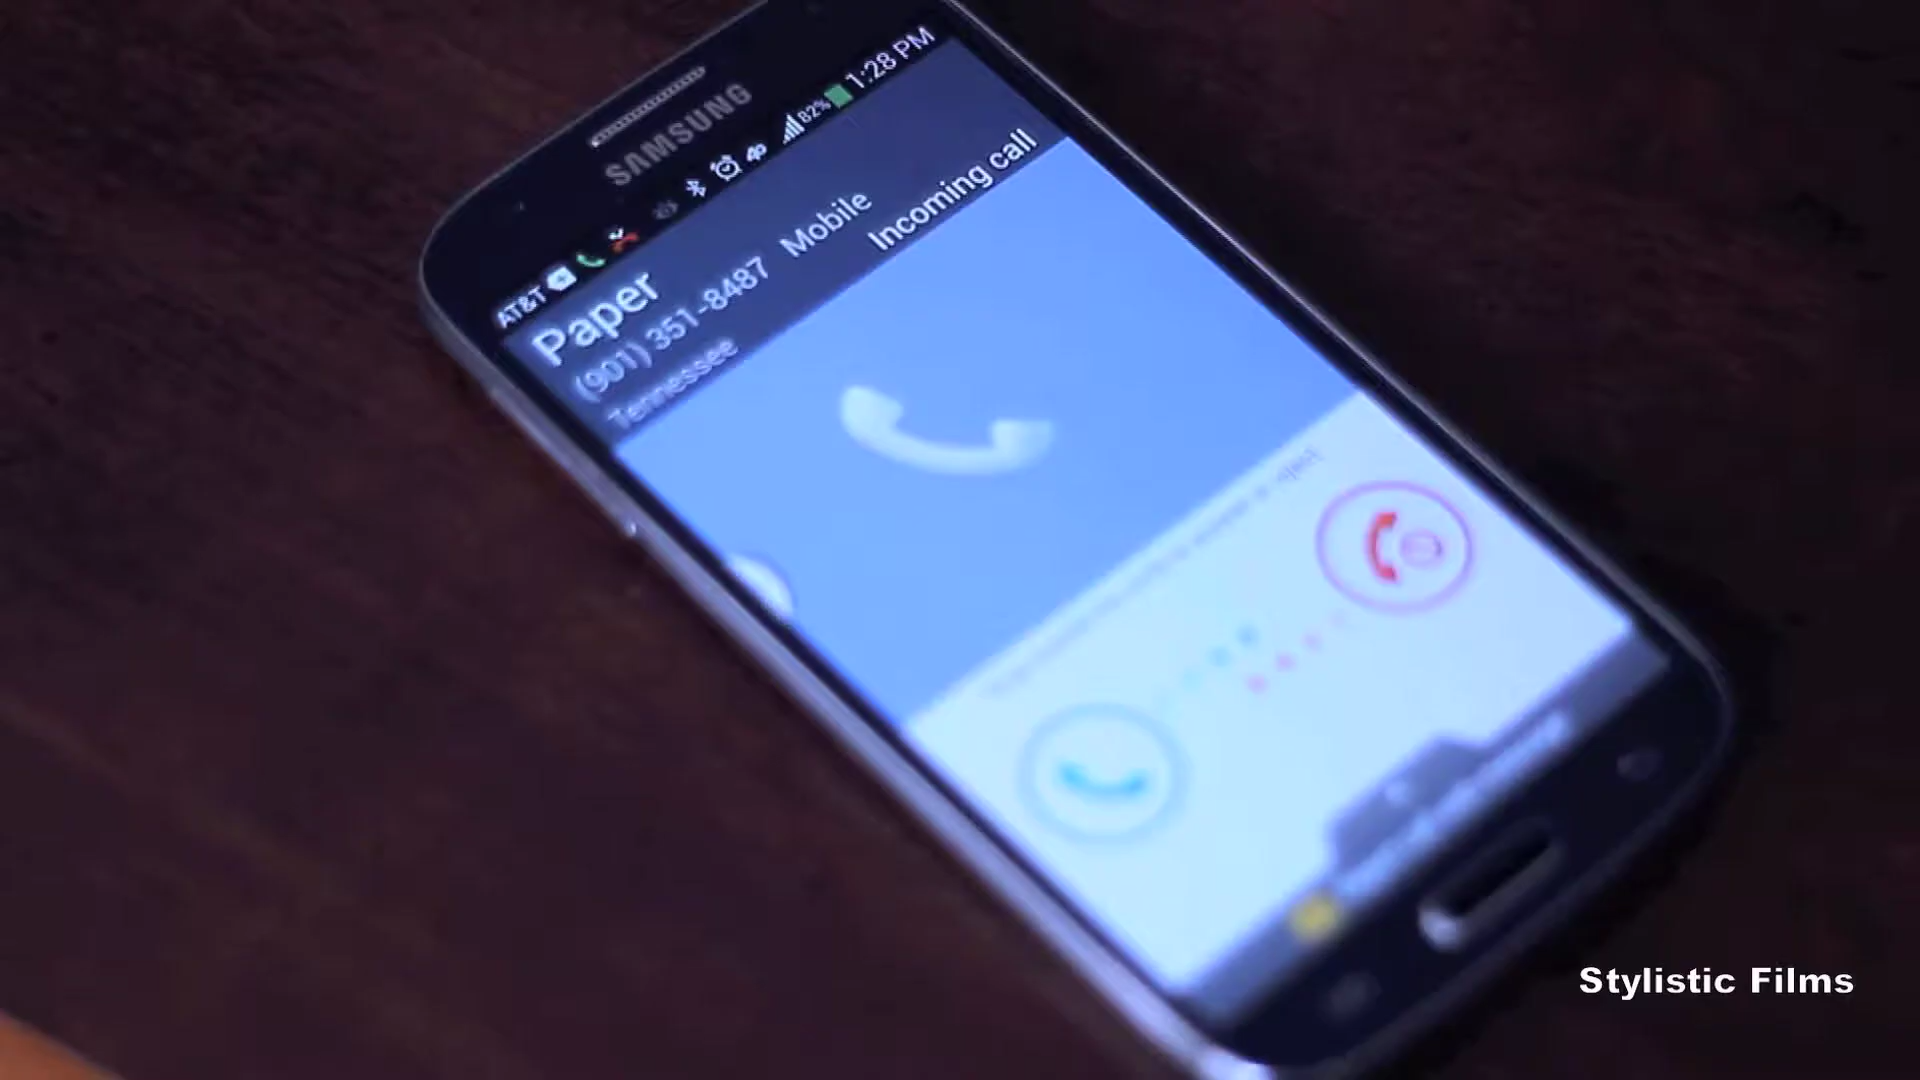 SAMSUNG
AT&T 82% 1:28 PM
Paper
(901) 351-8487 Mobile
Tennessee
Incoming call
Stylistic Films